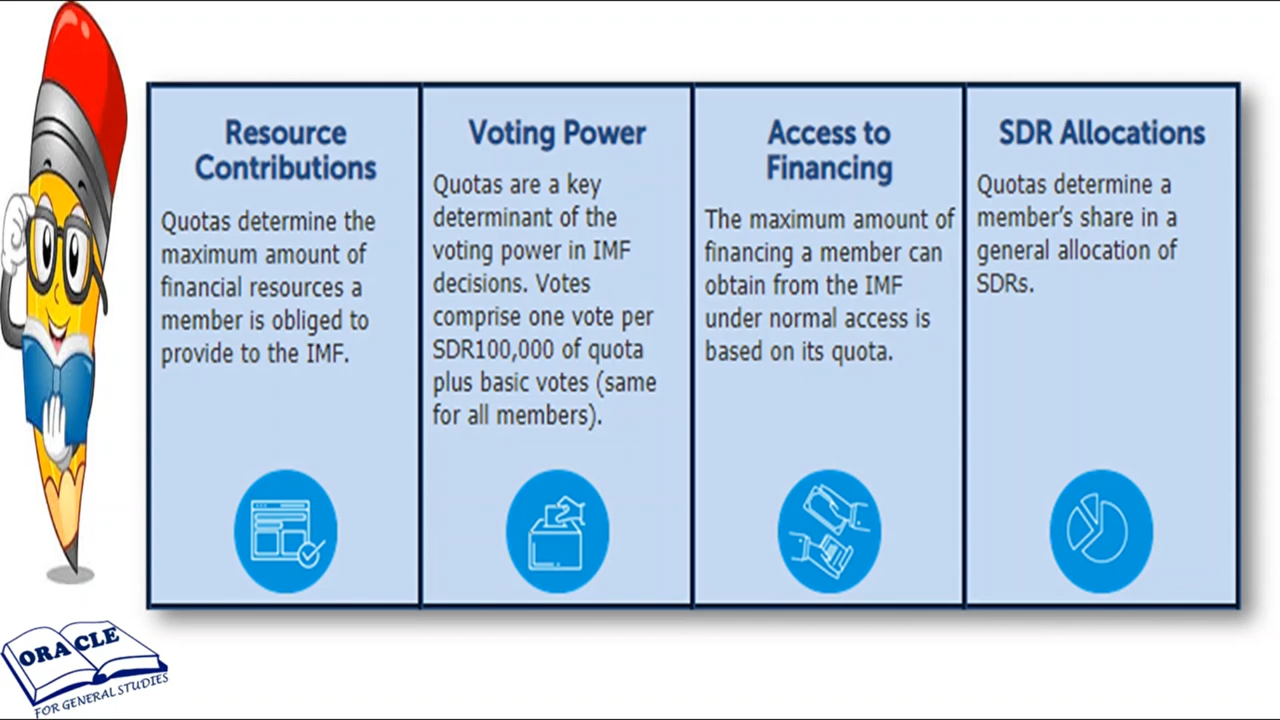 Resource
Contributions
Quotas determine the
maximum amount of
financial resources a
member is obliged to
provide to the IMF.
Voting Power
Quotas are a key
determinant of the
voting power in IMF
decisions. Votes
comprise one vote per
SDR100,000 of quota
plus basic votes (same
for all members).
Access to
Financing
The maximum amount of
financing a member can
obtain from the IMF
under normal access is
based on its quota.
SDR Allocations
Quotas determine a
member's share in a
general allocation of
SDRs.
ORACLE
FOR GENERAL STUDIES